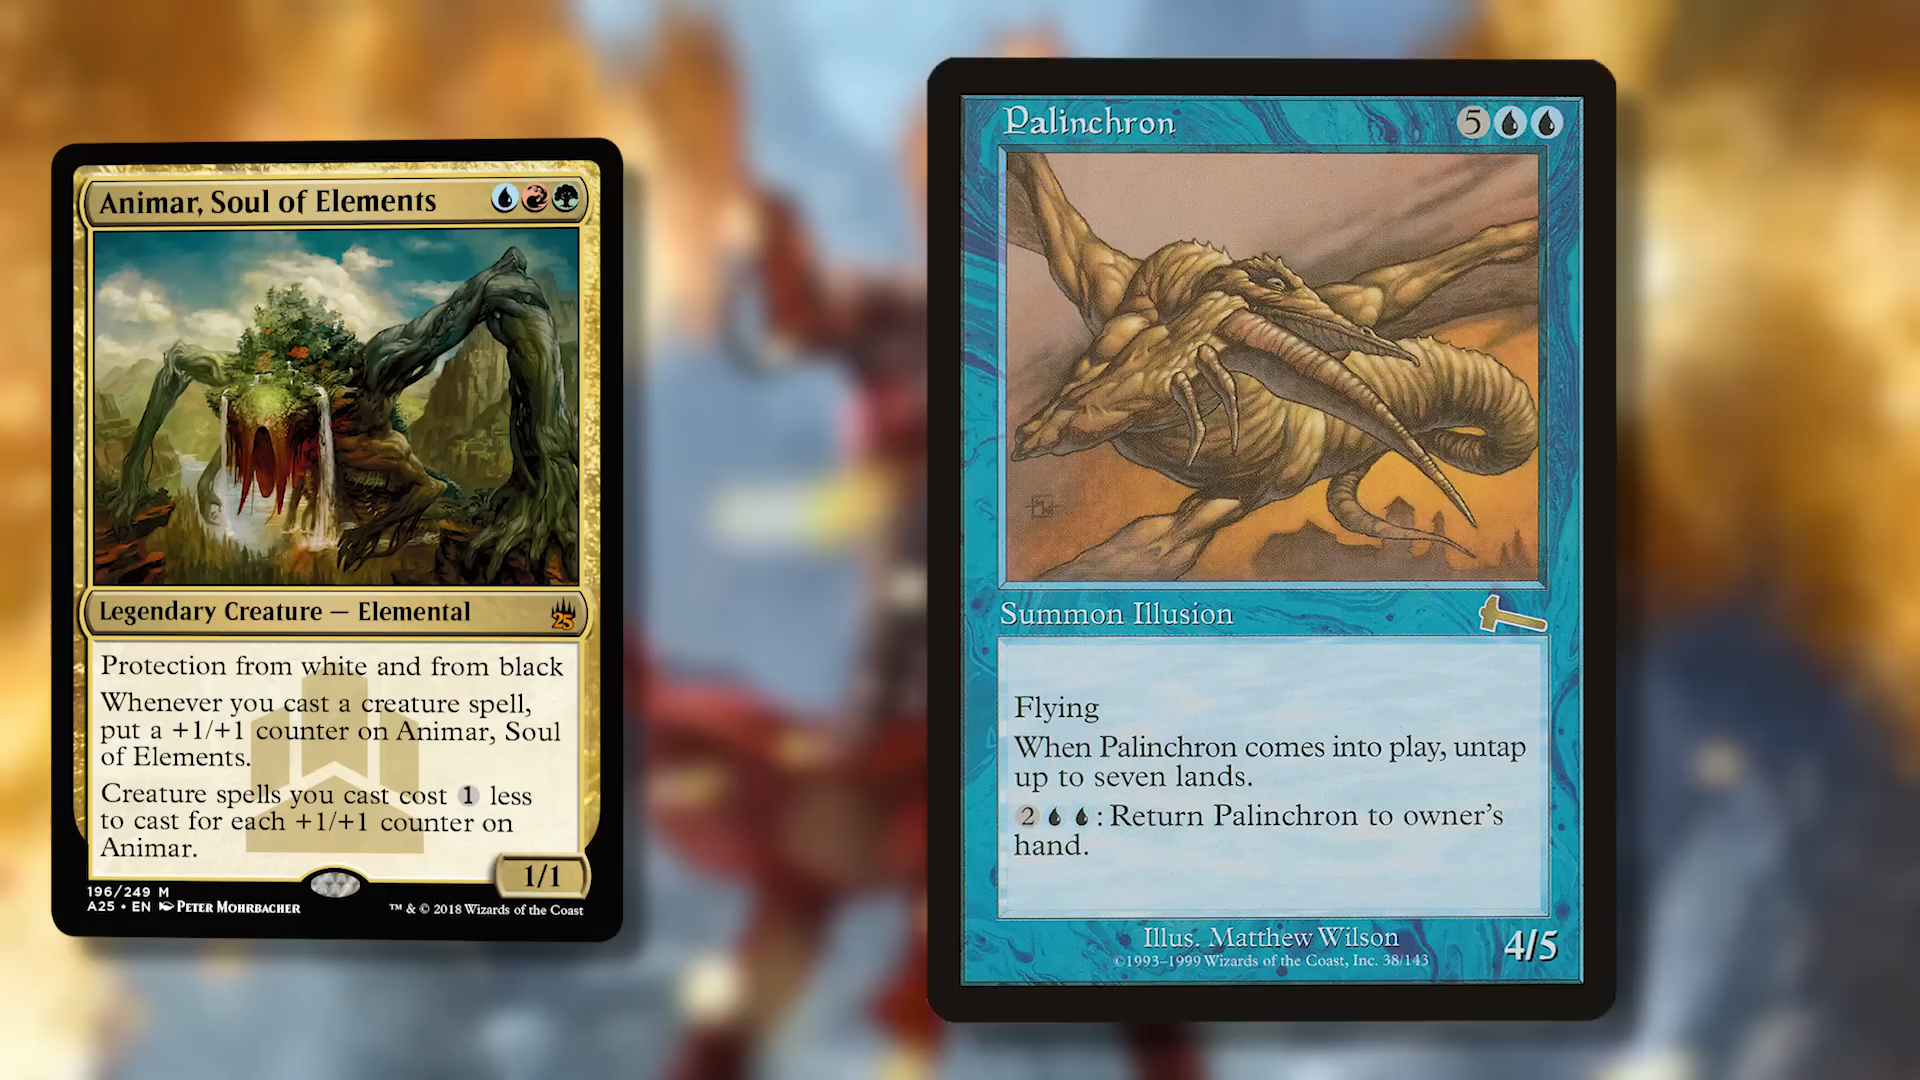 Animar, Soul of Elements
Legendary Creature — Elemental
25
Protection from white and from black
Whenever you cast a creature spell,
put a +1/+1 counter on Animar, Soul
of Elements.
Creature spells you cast cost 1 less
to cast for each +1/+1 counter on
Animar.
1/1
196/249 M
A25 • EN Peter Mohrbacher
™ & © 2018 Wizards of the Coast
Palinchron
5
Summon Illusion
Flying
When Palinchron comes into play, untap
up to seven lands.
2 : Return Palinchron to owner's
hand.
Illus. Matthew Wilson
©1993–1999 Wizards of the Coast, Inc. 38/143
4/5